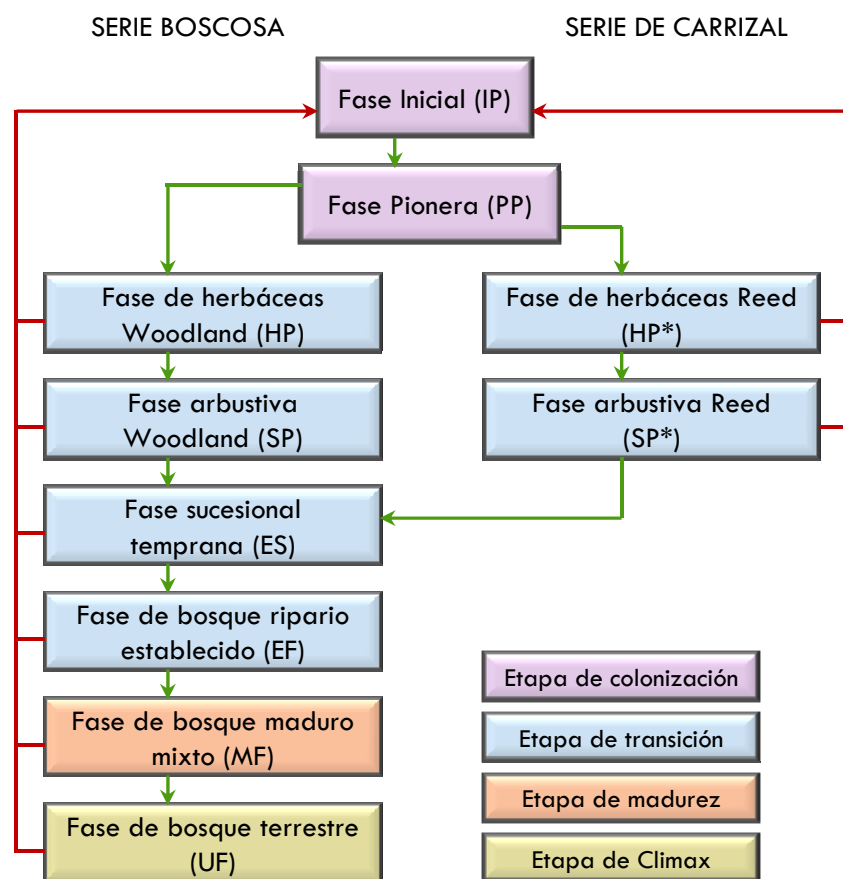 SERIE BOSCOSA
SERIE DE CARRIZAL
Fase Inicial (IP)
Fase Pionera (PP)
Fase de herbáceas
Woodland (HP)
Fase de herbáceas Reed
(HP*)
Fase arbustiva
Woodland (SP)
Fase arbustiva Reed
(SP*)
Fase sucesional
temprana (ES)
Fase de bosque ripario
establecido (EF)
Fase de bosque maduro
mixto (MF)
Fase de bosque terrestre
(UF)
Etapa de colonización
Etapa de transición
Etapa de madurez
Etapa de Climax